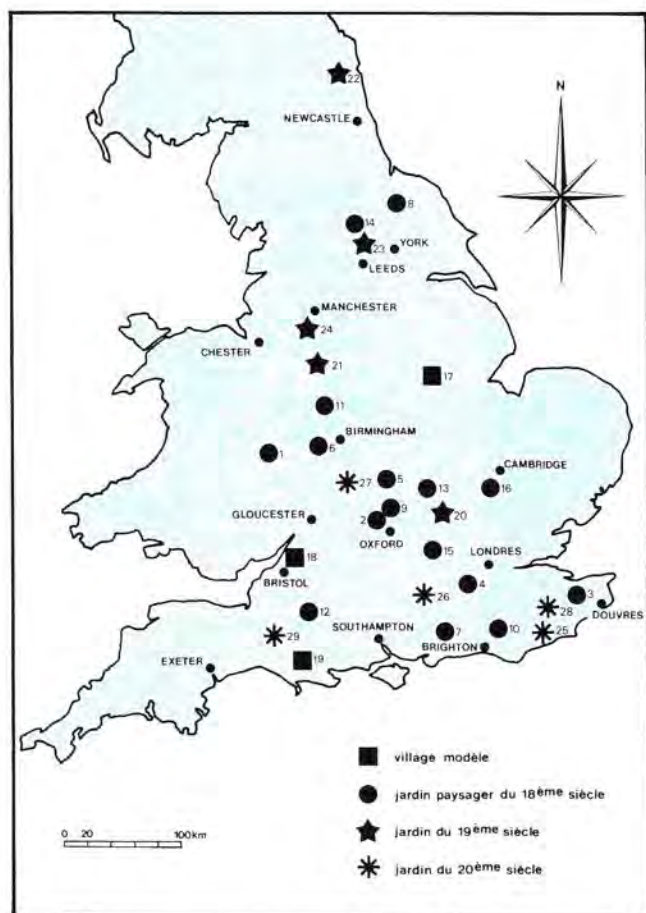 N
22
NEWCASTLE
8
14
23
YORK
LEEDS
MANCHESTER
24
CHESTER
21
17
11
BIRMINGHAM
6
1
CAMBRIDGE
27
5
13
16
9
20
GLOUCESTER
2
OXFORD
18
15
LONDRES
BRISTOL
4
26
3
28
DOUVRES
12
29
SOUTHAMPTON
7
10
25
BRIGHTON
EXETER
19
village modèle
jardin paysager du 18ème siècle
jardin du 19ème siècle
jardin du 20ème siècle
0 20 100km